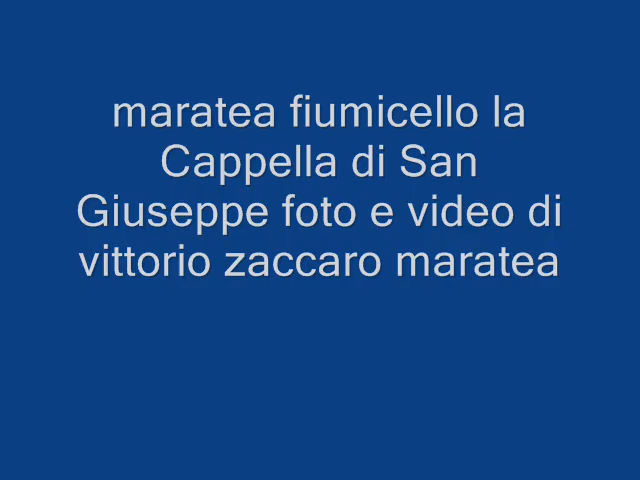 maratea fiumicello la
Cappella di San
Giuseppe foto e video di
vittorio zaccaro maratea